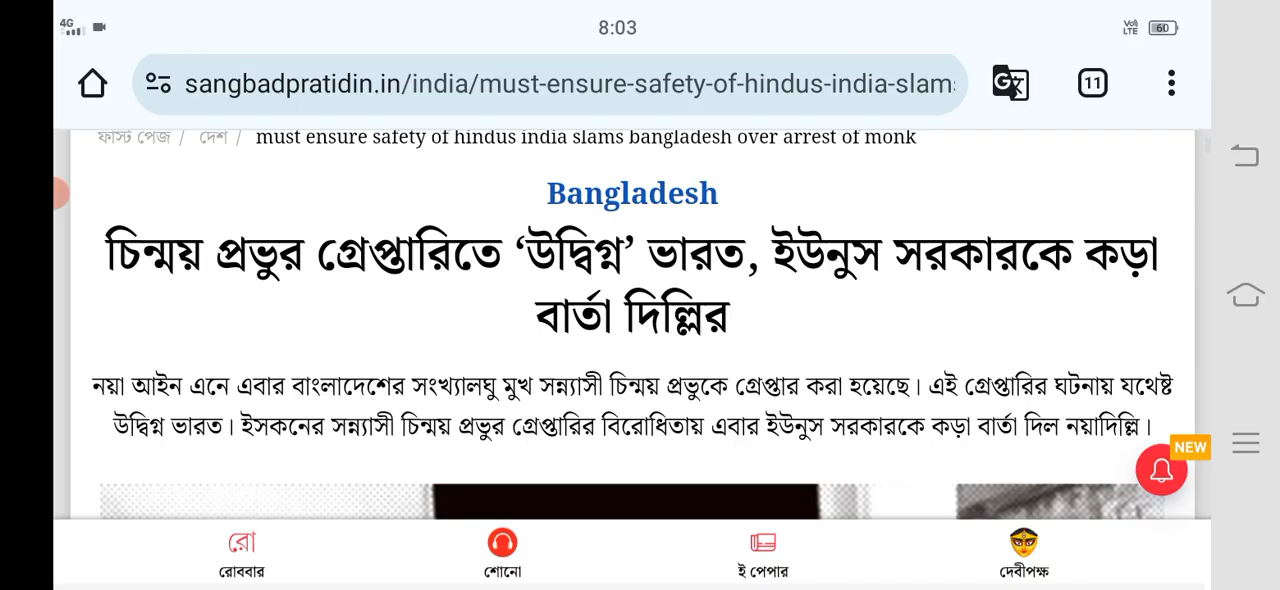 4G
8:03
VoLTE
60
sangbadpratidin.in/india/must-ensure-safety-of-hindus-india-slam
11
ফাস্ট পেজ / দেশ / must ensure safety of hindus india slams bangladesh over arrest of monk
Bangladesh
চিন্ময় প্রভুর গ্রেপ্তারিতে ‘উদ্বিগ্ন’ ভারত, ইউনুস সরকারকে কড়া
বার্তা দিল্লির
নয়া আইন এনে এবার বাংলাদেশের সংখ্যালঘু মুখ সন্ন্যাসী চিন্ময় প্রভুকে গ্রেপ্তার করা হয়েছে। এই গ্রেপ্তারির ঘটনায় যথেষ্ট
উদ্বিগ্ন ভারত। ইসকনের সন্ন্যাসী চিন্ময় প্রভুর গ্রেপ্তারির বিরোধিতায় এবার ইউনুস সরকারকে কড়া বার্তা দিল নয়াদিল্লি।
NEW
রো
রোববার
শোনো
ই পেপার
দেবীপক্ষ